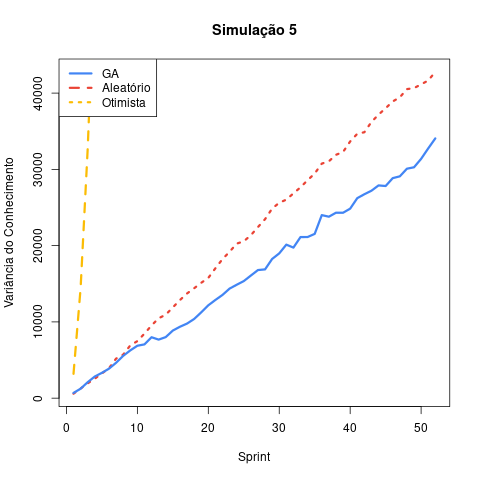 Simulação 5
GA
Aleatório
Otimista
Variância do Conhecimento
0
10000
20000
30000
40000
0
10
20
30
40
50
Sprint